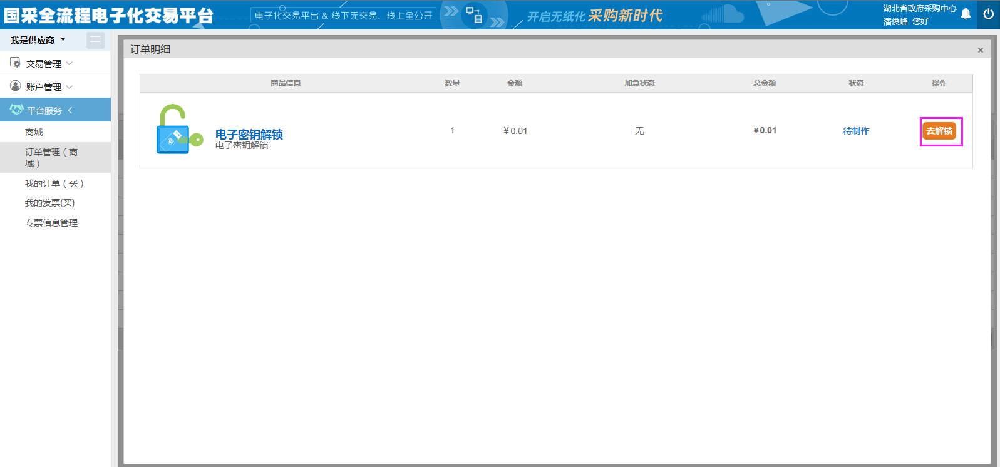 国采全流程电子化交易平台
电子化交易平台 & 线下无交易、线上全公开
开启无纸化 采购新时代
湖北省政府采购中心
潘俊峰 您好
我是供应商
交易管理
账户管理
平台服务
商城
订单管理（商
城）
我的订单（买）
我的发票(买)
专票信息管理
订单明细
×
商品信息 数量 金额 加急状态 总金额 状态 操作
电子密钥解锁
电子密钥解锁
1 ￥0.01 无 ￥0.01 待制作 去解锁